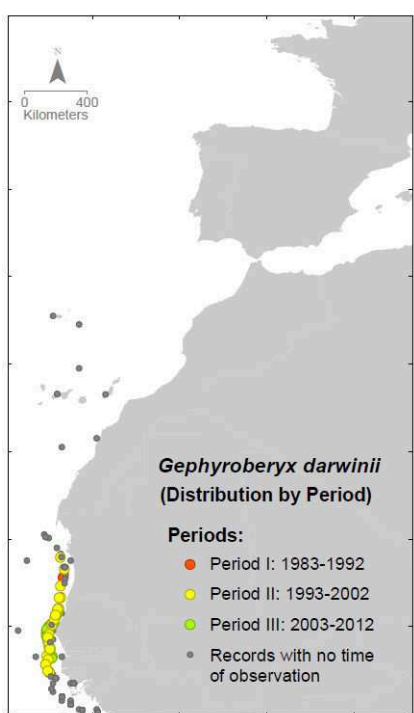 N
0 400
Kilometers
Gephyroberyx darwinii
(Distribution by Period)
Periods:
Period I: 1983-1992
Period II: 1993-2002
Period III: 2003-2012
Records with no time
of observation